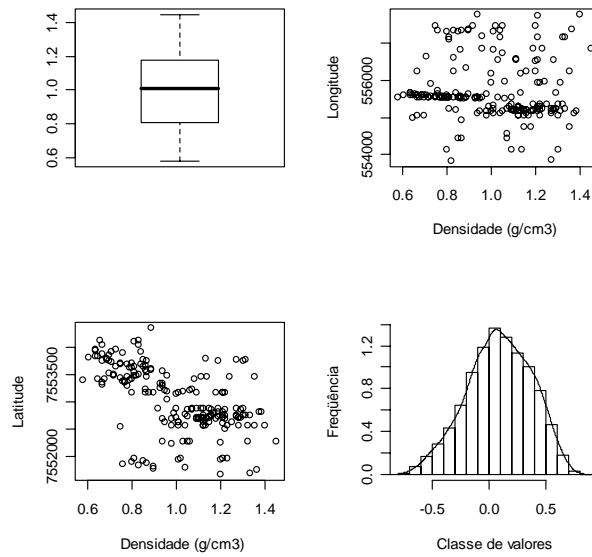 0.6 0.8 1.0 1.2 1.4
Longitude
554000 556000
0.6 0.8 1.0 1.2 1.4
Densidade (g/cm3)
Latitude
7552000 7553500
0.6 0.8 1.0 1.2 1.4
Densidade (g/cm3)
Freqüência
0.0 0.4 0.8 1.2
-0.5 0.0 0.5
Classe de valores